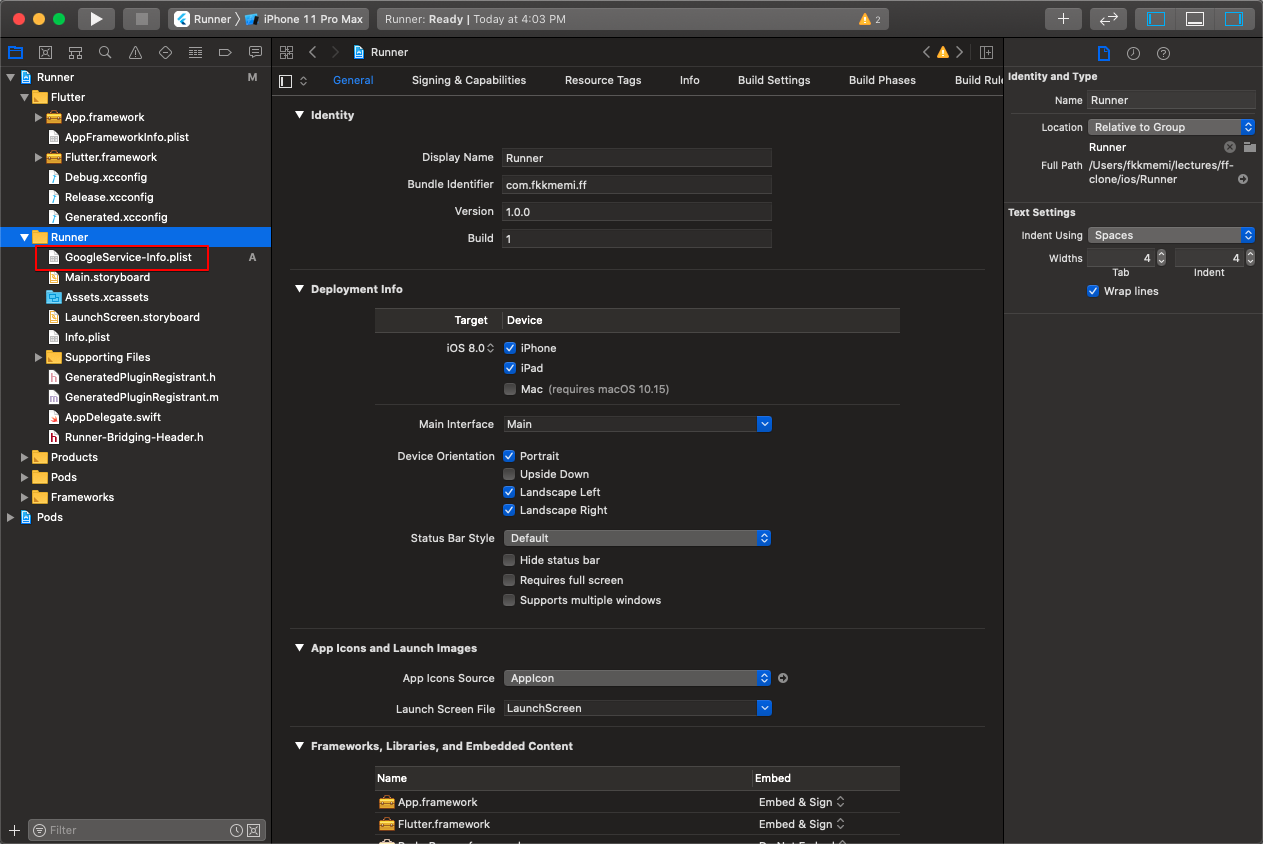 Runner 〉 iPhone 11 Pro Max
Runner: Ready | Today at 4:03 PM
2
Runner
M
Flutter
App.framework
AppFrameworkInfo.plist
Flutter.framework
Debug.xcconfig
Release.xcconfig
Generated.xcconfig
Runner
GoogleService-Info.plist
A
Main.storyboard
Assets.xcassets
LaunchScreen.storyboard
Info.plist
Supporting Files
GeneratedPluginRegistrant.h
GeneratedPluginRegistrant.m
AppDelegate.swift
Runner-Bridging-Header.h
Products
Pods
Frameworks
Pods
Filter
Runner
General Signing & Capabilities Resource Tags Info Build Settings Build Phases Build Rule
Identity
Display Name Runner
Bundle Identifier com.fkkmemi.ff
Version 1.0.0
Build 1
Deployment Info
Target Device
iOS 8.0 iPhone
iPad
Mac (requires macOS 10.15)
Main Interface Main
Device Orientation Portrait
Upside Down
Landscape Left
Landscape Right
Status Bar Style Default
Hide status bar
Requires full screen
Supports multiple windows
App Icons and Launch Images
App Icons Source AppIcon
Launch Screen File LaunchScreen
Frameworks, Libraries, and Embedded Content
Name Embed
App.framework Embed & Sign
Flutter.framework Embed & Sign
Identity and Type
Name Runner
Location Relative to Group
Runner
Full Path /Users/fkkmemi/lectures/ff-
clone/ios/Runner
Text Settings
Indent Using Spaces
Widths 4 4
Tab Indent
Wrap lines